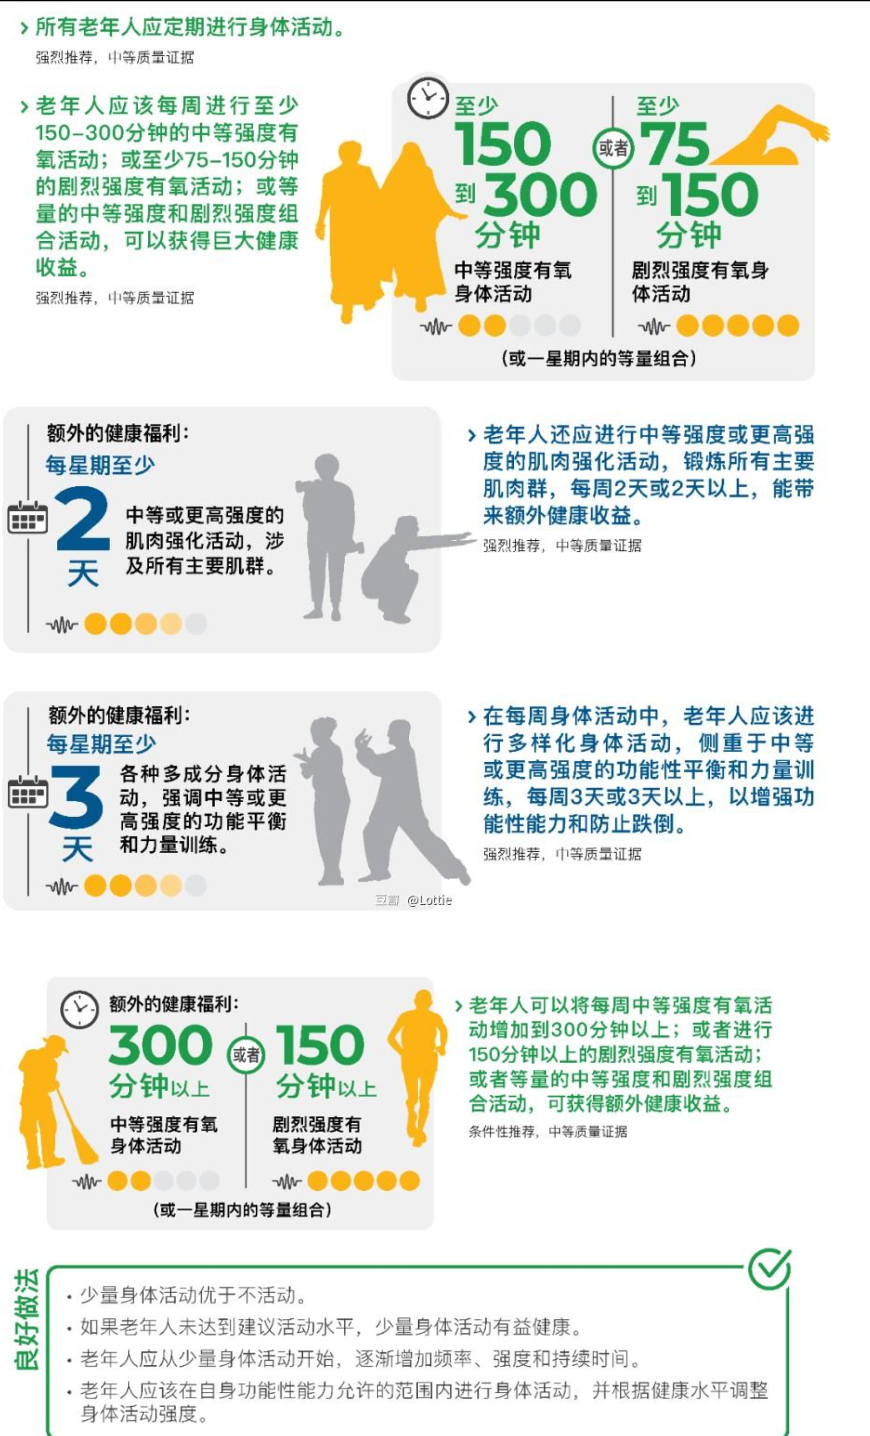 所有老年人应定期进行身体活动。
强烈推荐，中等质量证据
老年人应该每周进行至少
150–300分钟的中等强度有
氧活动；或至少75–150分钟
的剧烈强度有氧活动；或等
量的中等强度和剧烈强度组
合活动，可以获得巨大健康
收益。
强烈推荐，中等质量证据
至少
150
到300
分钟
中等强度有氧
身体活动
或者
至少
75
到150
分钟
剧烈强度有氧身
体活动
（或一星期内的等量组合）
额外的健康福利：
每星期至少
2
天
中等或更高强度的
肌肉强化活动，涉
及所有主要肌群。
老年人还应进行中等强度或更高强
度的肌肉强化活动，锻炼所有主要
肌肉群，每周2天或2天以上，能带
来额外健康收益。
强烈推荐，中等质量证据
额外的健康福利：
每星期至少
3
天
各种多成分身体活
动，强调中等或更
高强度的功能平衡
和力量训练。
在每周身体活动中，老年人应该进
行多样化身体活动，侧重于中等
或更高强度的功能性平衡和力量训
练，每周3天或3天以上，以增强功
能性能力和防止跌倒。
强烈推荐，中等质量证据
豆瓣 @Lottie
额外的健康福利：
300
分钟以上
中等强度有氧
身体活动
或者
150
分钟以上
剧烈强度有
氧身体活动
（或一星期内的等量组合）
老年人可以将每周中等强度有氧活
动增加到300分钟以上；或者进行
150分钟以上的剧烈强度有氧活动；
或者等量的中等强度和剧烈强度组
合活动，可获得额外健康收益。
条件性推荐，中等质量证据
良好做法
• 少量身体活动优于不活动。
• 如果老年人未达到建议活动水平，少量身体活动有益健康。
• 老年人应从少量身体活动开始，逐渐增加频率、强度和持续时间。
• 老年人应该在自身功能性能力允许的范围内进行身体活动，并根据健康水平调整
身体活动强度。